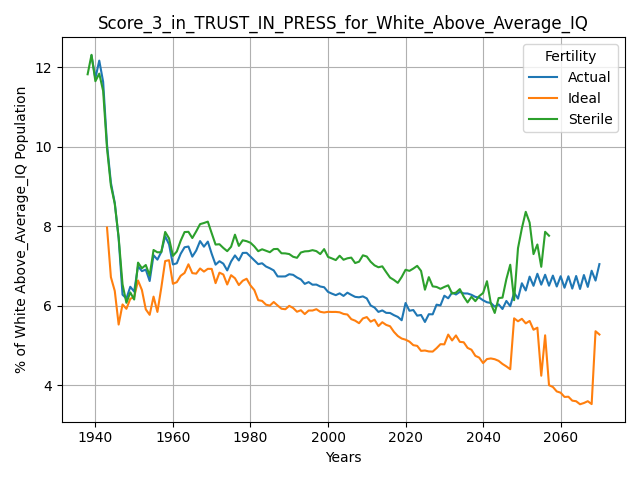 Score_3_in_TRUST_IN_PRESS_for_White_Above_Average_IQ
% of White Above_Average_IQ Population
12
10
8
6
4
Fertility
Actual
Ideal
Sterile
1940
1960
1980
2000
2020
2040
2060
Years